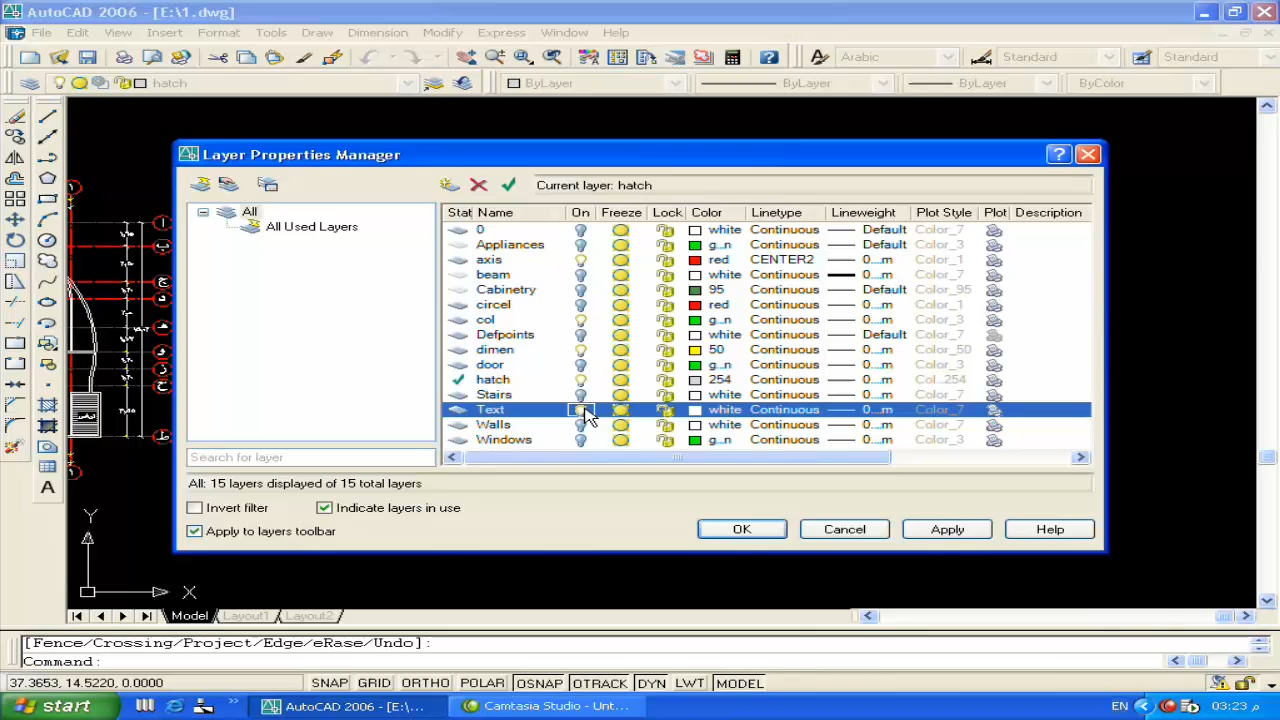 AutoCAD 2006 - [E:\1.dwg]
File Edit View Insert Format Tools Draw Dimension Modify Express Window Help
Arabic Standard Standard
hatch ByLayer ByLayer ByLayer ByColor
Layer Properties Manager
Current layer: hatch
All
All Used Layers
Stat Name On Freeze Lock Color Linetype Lineweight Plot Style Plot Description
0 white Continuous Default Color_7
Appliances g...n Continuous Default Color_3
axis red CENTER2 0....m Color_1
beam white Continuous 0....m Color_7
Cabinetry 95 Continuous Default Color_95
circel red Continuous 0....m Color_1
col g...n Continuous 0....m Color_3
Defpoints white Continuous Default Color_7
dimen 50 Continuous 0....m Color_50
door g...n Continuous 0....m Color_3
hatch 254 Continuous 0....m Col...254
Stairs white Continuous 0....m Color_7
Text white Continuous 0....m Color_7
Walls white Continuous 0....m Color_7
Windows g...n Continuous 0....m Color_3
Search for layer
All: 15 layers displayed of 15 total layers
Invert filter Indicate layers in use
Apply to layers toolbar
OK Cancel Apply Help
Y
X
Model Layout1 Layout2
[Fence/Crossing/Project/Edge/eRase/Undo]:
Command:
37.3653, 14.5220, 0.0000 SNAP GRID ORTHO POLAR OSNAP OTRACK DYN LWT MODEL
start AutoCAD 2006 - [E:\... Camtasia Studio - Unt... EN 03:23 م